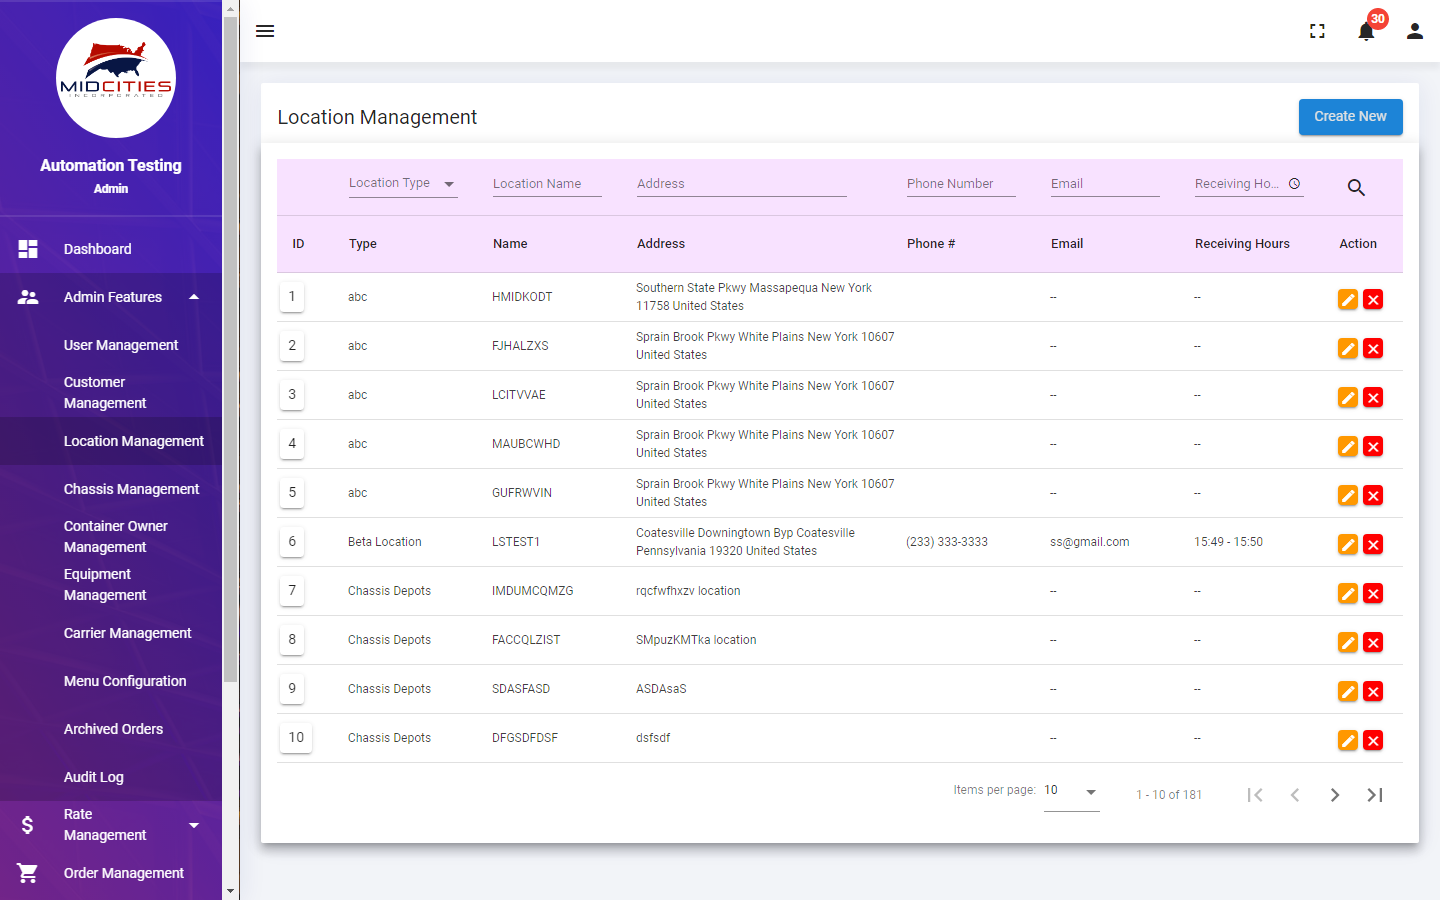 MIDCITIES
INCORPORATED
Automation Testing
Admin
Dashboard
Admin Features
User Management
Customer
Management
Location Management
Chassis Management
Container Owner
Management
Equipment
Management
Carrier Management
Menu Configuration
Archived Orders
Audit Log
Rate
Management
Order Management
30
Location Management
Create New
Location Type
Location Name
Address
Phone Number
Email
Receiving Ho...
ID Type Name Address Phone # Email Receiving Hours Action
1 abc HMIDKODT Southern State Pkwy Massapequa New York
11758 United States -- --
2 abc FJHALZXS Sprain Brook Pkwy White Plains New York 10607
United States -- --
3 abc LCITVVAE Sprain Brook Pkwy White Plains New York 10607
United States -- --
4 abc MAUBCWHD Sprain Brook Pkwy White Plains New York 10607
United States -- --
5 abc GUFRWVIN Sprain Brook Pkwy White Plains New York 10607
United States -- --
6 Beta Location LSTEST1 Coatesville Downingtown Byp Coatesville
Pennsylvania 19320 United States (233) 333-3333 ss@gmail.com 15:49 - 15:50
7 Chassis Depots IMDUMCQMZG rqcfwfhxzv location -- --
8 Chassis Depots FACCQLZIST SMpuzKMTka location -- --
9 Chassis Depots SDASFASD ASDAsaS -- --
10 Chassis Depots DFGSDFDSF dsfsdf -- --
Items per page: 10 1 - 10 of 181